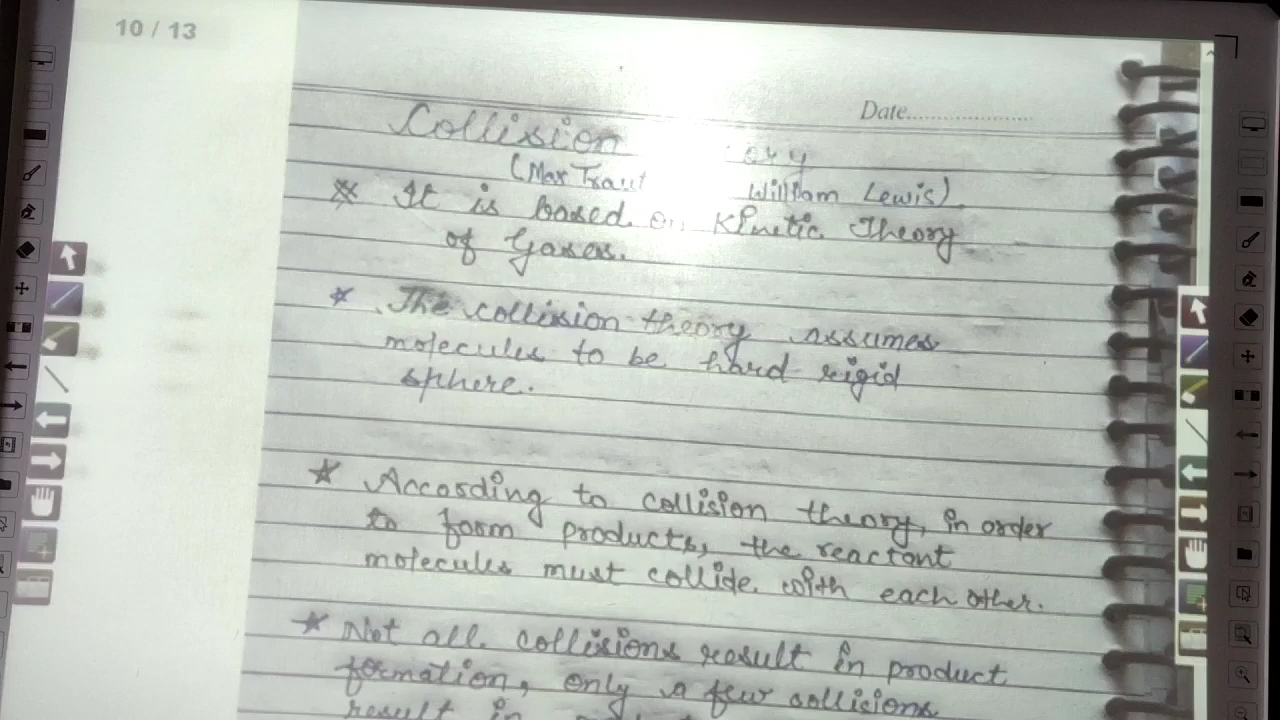 10 / 13
Date
Collision
(Max Traut William Lewis)
It is based on Kinetic Theory
of Gases.
The collision theory assumes
molecules to be hard rigid
sphere.
According to collision theory, in order
to form products, the reactant
molecules must collide with each other.
Not all collisions result in product
formation, only a few collisions
result in